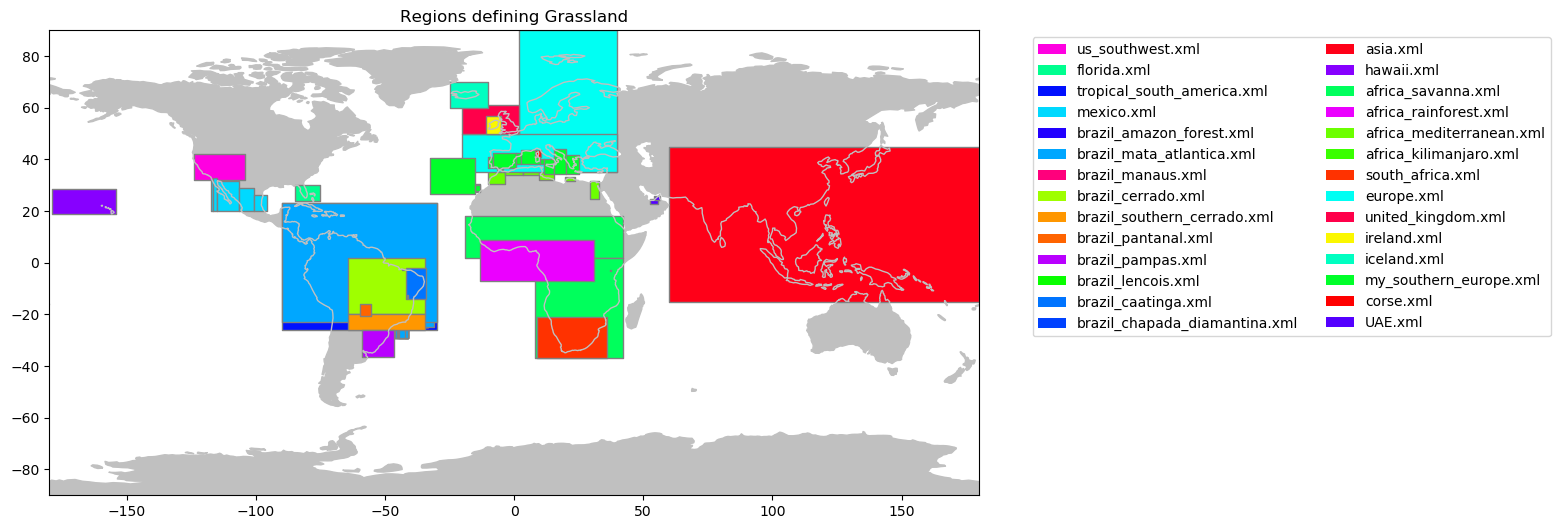 Regions defining Grassland
80
60
40
20
0
−20
−40
−60
−80
−150
−100
−50
0
50
100
150
us_southwest.xml
florida.xml
tropical_south_america.xml
mexico.xml
brazil_amazon_forest.xml
brazil_mata_atlantica.xml
brazil_manaus.xml
brazil_cerrado.xml
brazil_southern_cerrado.xml
brazil_pantanal.xml
brazil_pampas.xml
brazil_lencois.xml
brazil_caatinga.xml
brazil_chapada_diamantina.xml
asia.xml
hawaii.xml
africa_savanna.xml
africa_rainforest.xml
africa_mediterranean.xml
africa_kilimanjaro.xml
south_africa.xml
europe.xml
united_kingdom.xml
ireland.xml
iceland.xml
my_southern_europe.xml
corse.xml
UAE.xml